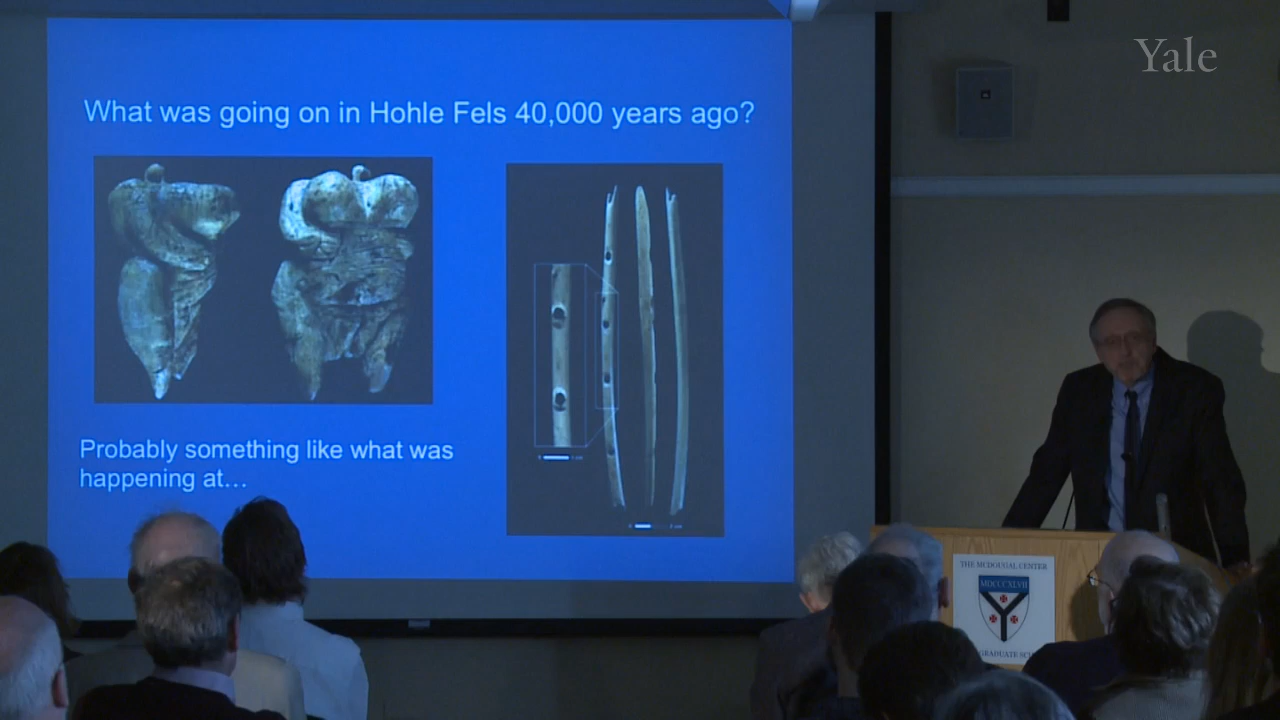 Yale
What was going on in Hohle Fels 40,000 years ago?
Probably something like what was
happening at…
THE MCDOUGAL CENTER
MDCCCXLVII
GRADUATE